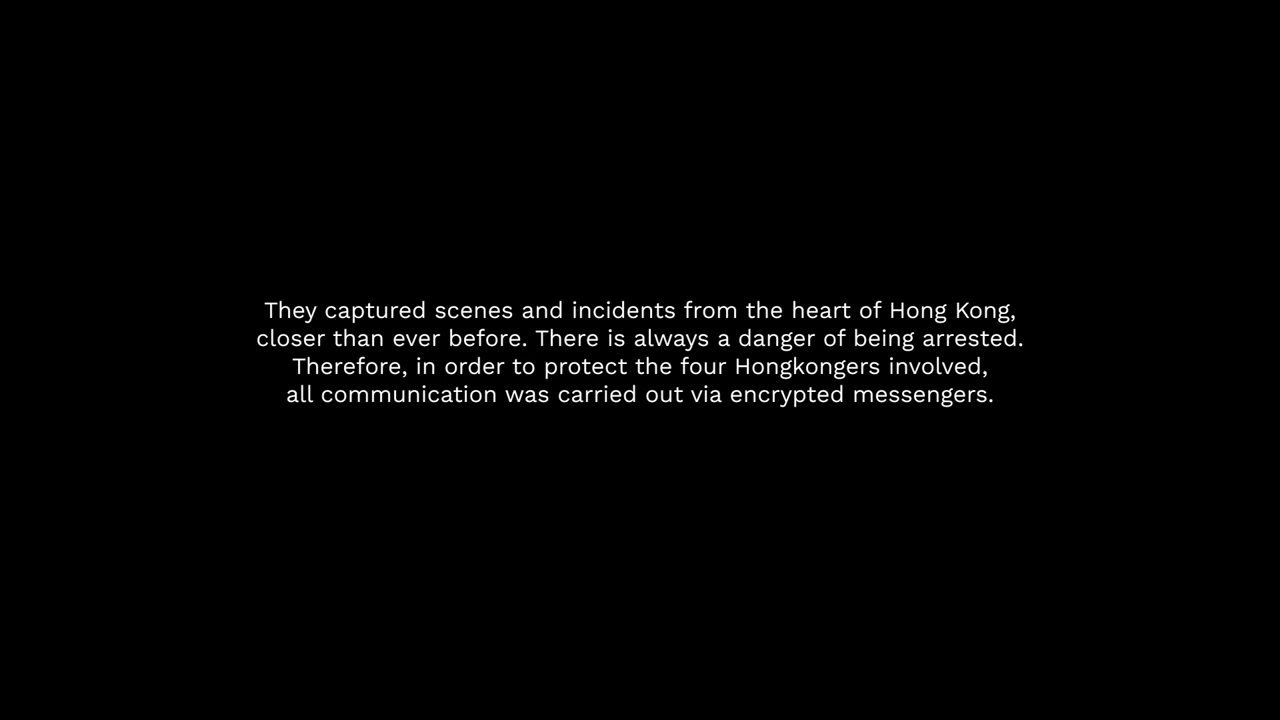 They captured scenes and incidents from the heart of Hong Kong,
closer than ever before. There is always a danger of being arrested.
Therefore, in order to protect the four Hongkongers involved,
all communication was carried out via encrypted messengers.